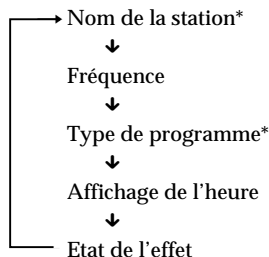 Nom de la station*
Fréquence
Type de programme*
Affichage de l'heure
Etat de l'effet